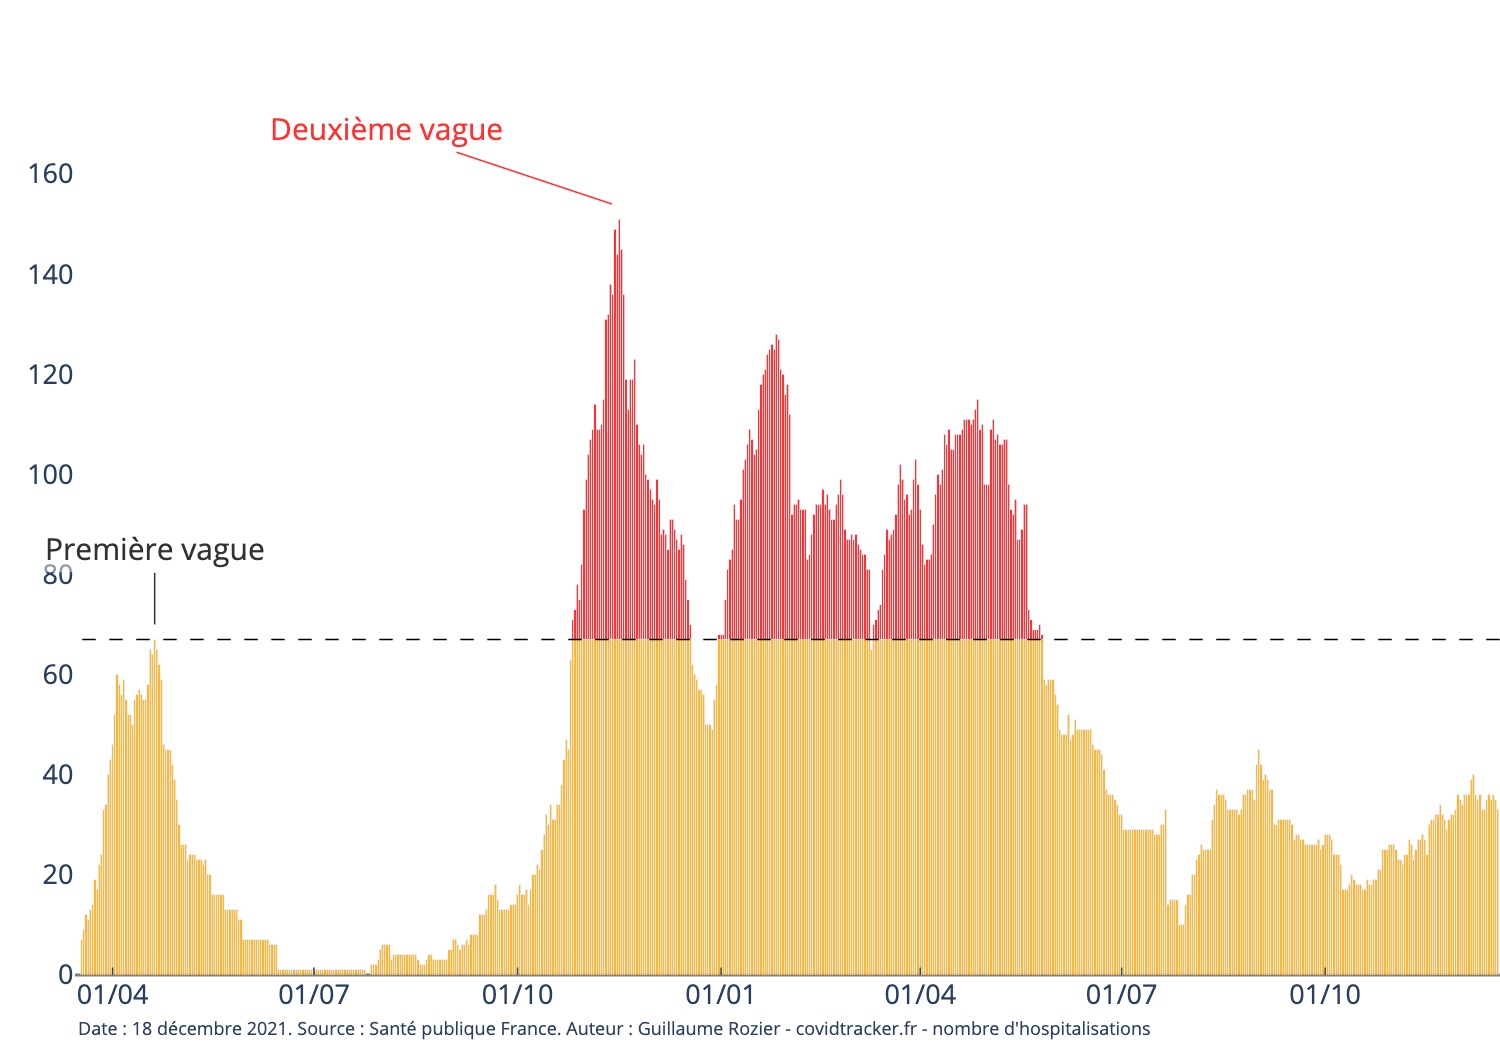 Deuxième vague
160
140
120
100
Première vague
80
60
40
20
0
01/04 01/07 01/10 01/01 01/04 01/07 01/10
Date : 18 décembre 2021. Source : Santé publique France. Auteur : Guillaume Rozier - covidtracker.fr - nombre d'hospitalisations